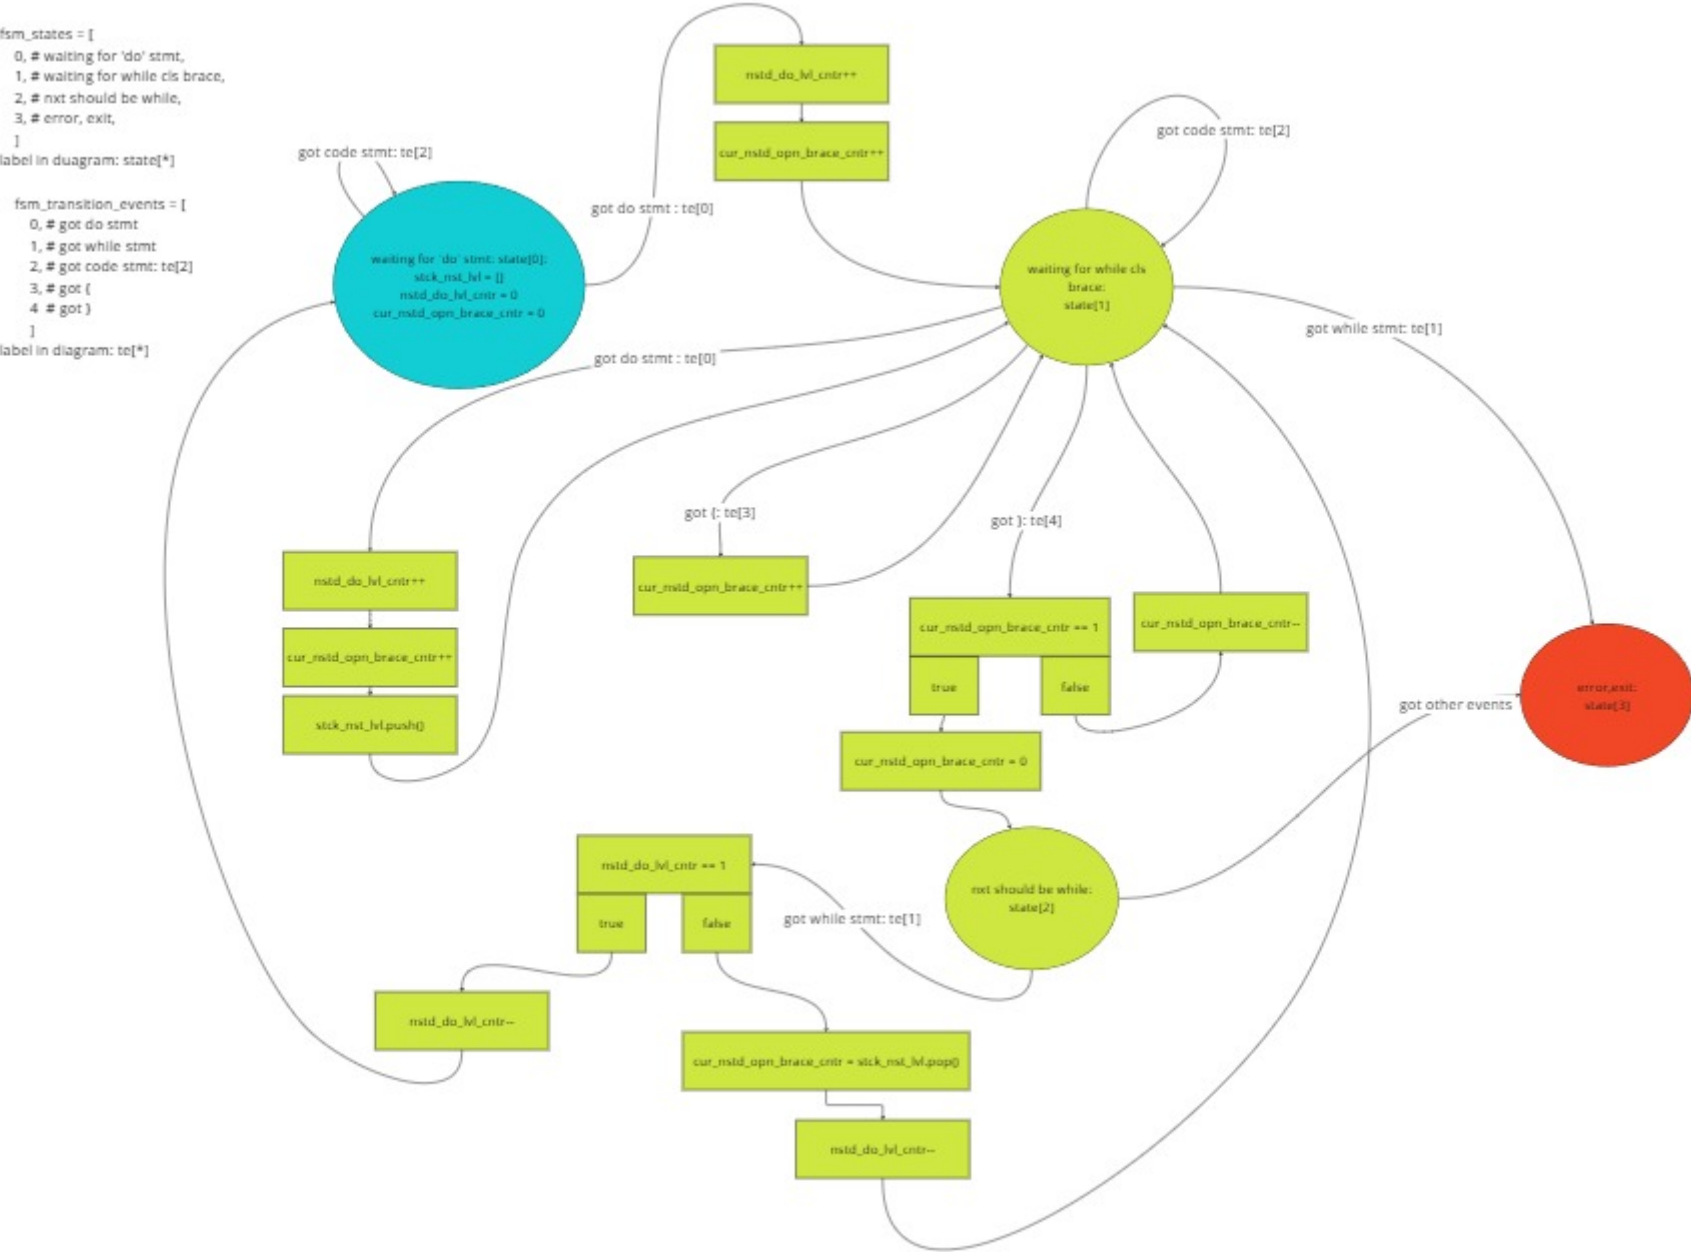 fsm_states = [
0, # waiting for 'do' stmt,
1, # waiting for while cls brace,
2, # nxt should be while,
3, # error, exit,
]
label in duagram: state[*]
fsm_transition_events = [
0, # got do stmt
1, # got while stmt
2, # got code stmt: te[2]
3, # got {
4 # got }
]
label in diagram: te[*]
got code stmt: te[2]
waiting for 'do' stmt: state[0]:
stck_nst_lvl = []
nstd_do_lvl_cntr = 0
cur_nstd_opn_brace_cntr = 0
got do stmt : te[0]
nstd_do_lvl_cntr++
cur_nstd_opn_brace_cntr++
got code stmt: te[2]
waiting for while cls
brace:
state[1]
got while stmt: te[1]
got do stmt : te[0]
got {: te[3]
got }: te[4]
nstd_do_lvl_cntr++
cur_nstd_opn_brace_cntr++
stck_nst_lvl.push()
cur_nstd_opn_brace_cntr++
cur_nstd_opn_brace_cntr == 1
true
false
cur_nstd_opn_brace_cntr--
cur_nstd_opn_brace_cntr = 0
got other events
error,exit:
state[3]
nxt should be while:
state[2]
got while stmt: te[1]
nstd_do_lvl_cntr == 1
true
false
nstd_do_lvl_cntr--
cur_nstd_opn_brace_cntr = stck_nst_lvl.pop()
nstd_do_lvl_cntr--